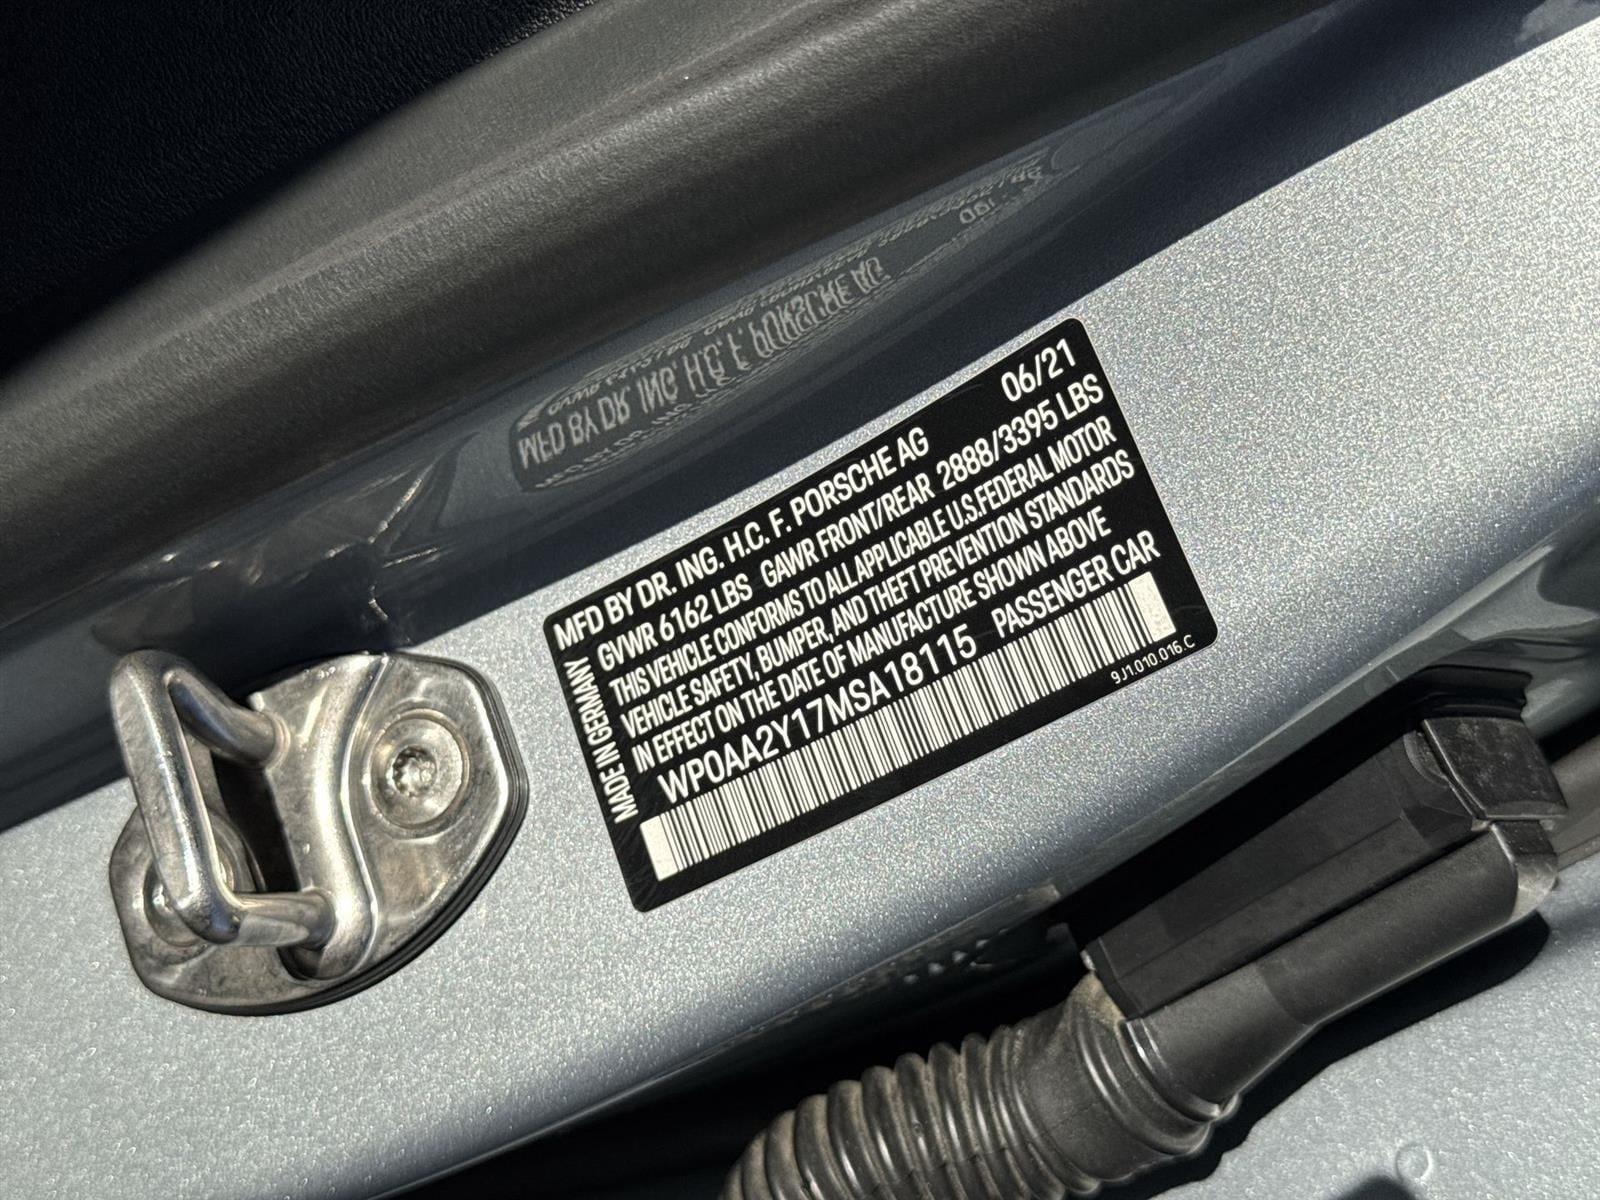 MFD BY DR. ING. H.C. F. PORSCHE AG 06/21
GVWR 6162 LBS GAWR FRONT/REAR 2888/3395 LBS
THIS VEHICLE CONFORMS TO ALL APPLICABLE U.S.FEDERAL MOTOR
VEHICLE SAFETY, BUMPER, AND THEFT PREVENTION STANDARDS
IN EFFECT ON THE DATE OF MANUFACTURE SHOWN ABOVE
WP0AA2Y17MSA18115 PASSENGER CAR
MADE IN GERMANY
9J1.010.016.C